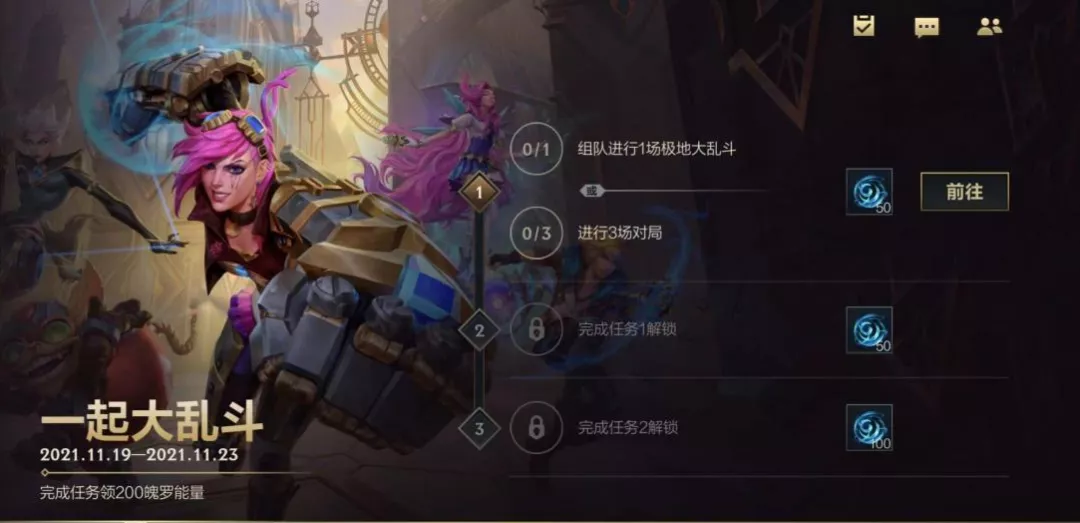 0/1 组队进行1场极地大乱斗
1
或
50
前往
0/3 进行3场对局
2 完成任务1解锁
50
3 完成任务2解锁
100
一起大乱斗
2021.11.19—2021.11.23
完成任务领200魄罗能量